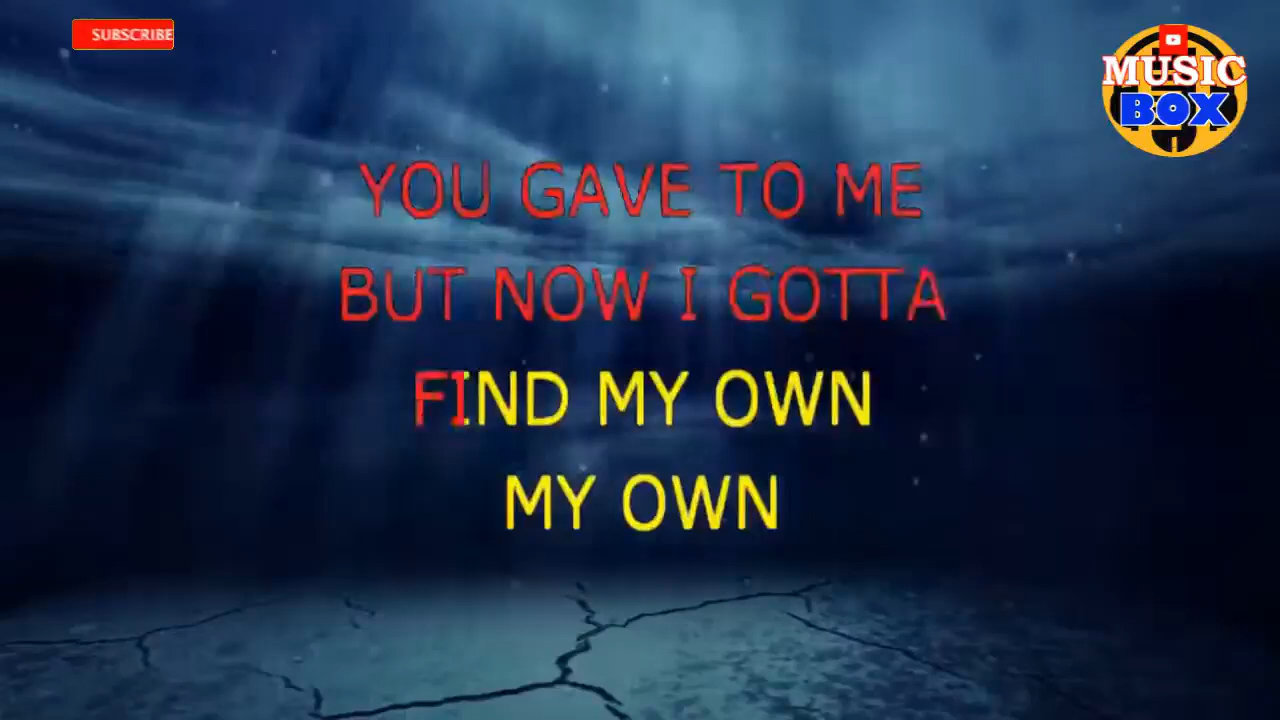 SUBSCRIBE
MUSIC
BOX
YOU GAVE TO ME
BUT NOW I GOTTA
FIND MY OWN
MY OWN